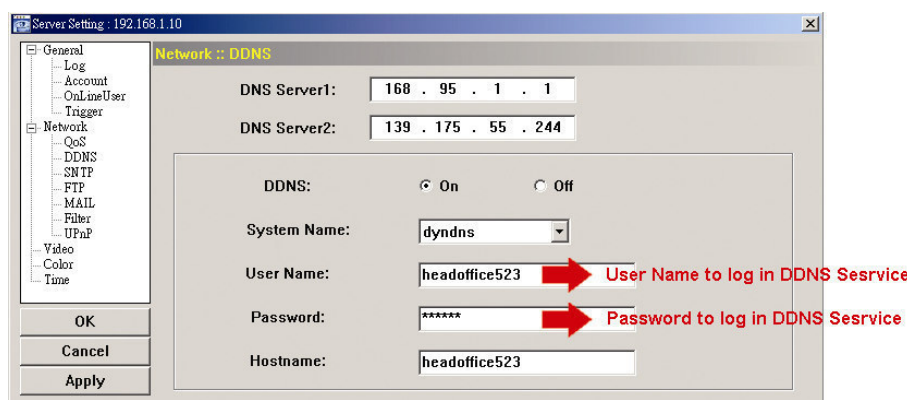 Server Setting : 192.168.1.10
General
Log
Account
OnLineUser
Trigger
Network
QoS
DDNS
SNTP
FTP
MAIL
Filter
UPnP
Video
Color
Time
OK
Cancel
Apply
Network :: DDNS
DNS Server1: 168 . 95 . 1 . 1
DNS Server2: 139 . 175 . 55 . 244
DDNS: On Off
System Name: dyndns
User Name: headoffice523 User Name to log in DDNS Sesrvice
Password: ****** Password to log in DDNS Sesrvice
Hostname: headoffice523